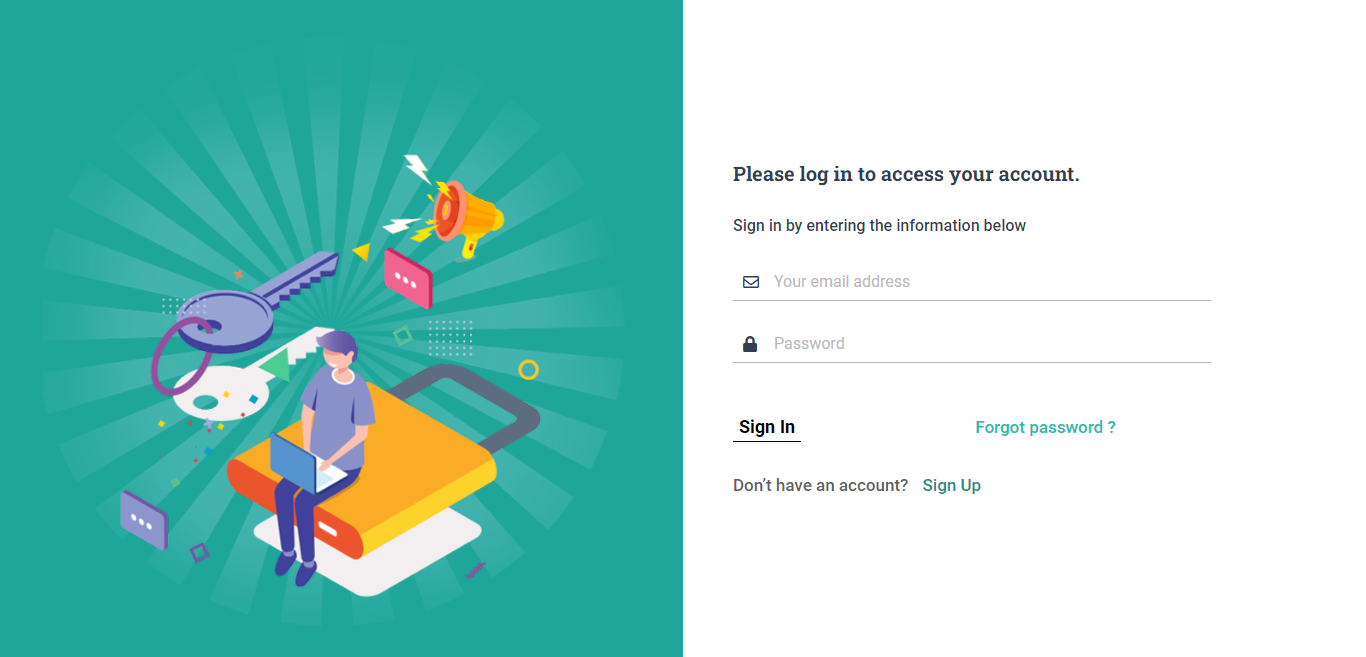 Please log in to access your account.
Sign in by entering the information below
Your email address
Password
Sign In
Forgot password ?
Don’t have an account? Sign Up